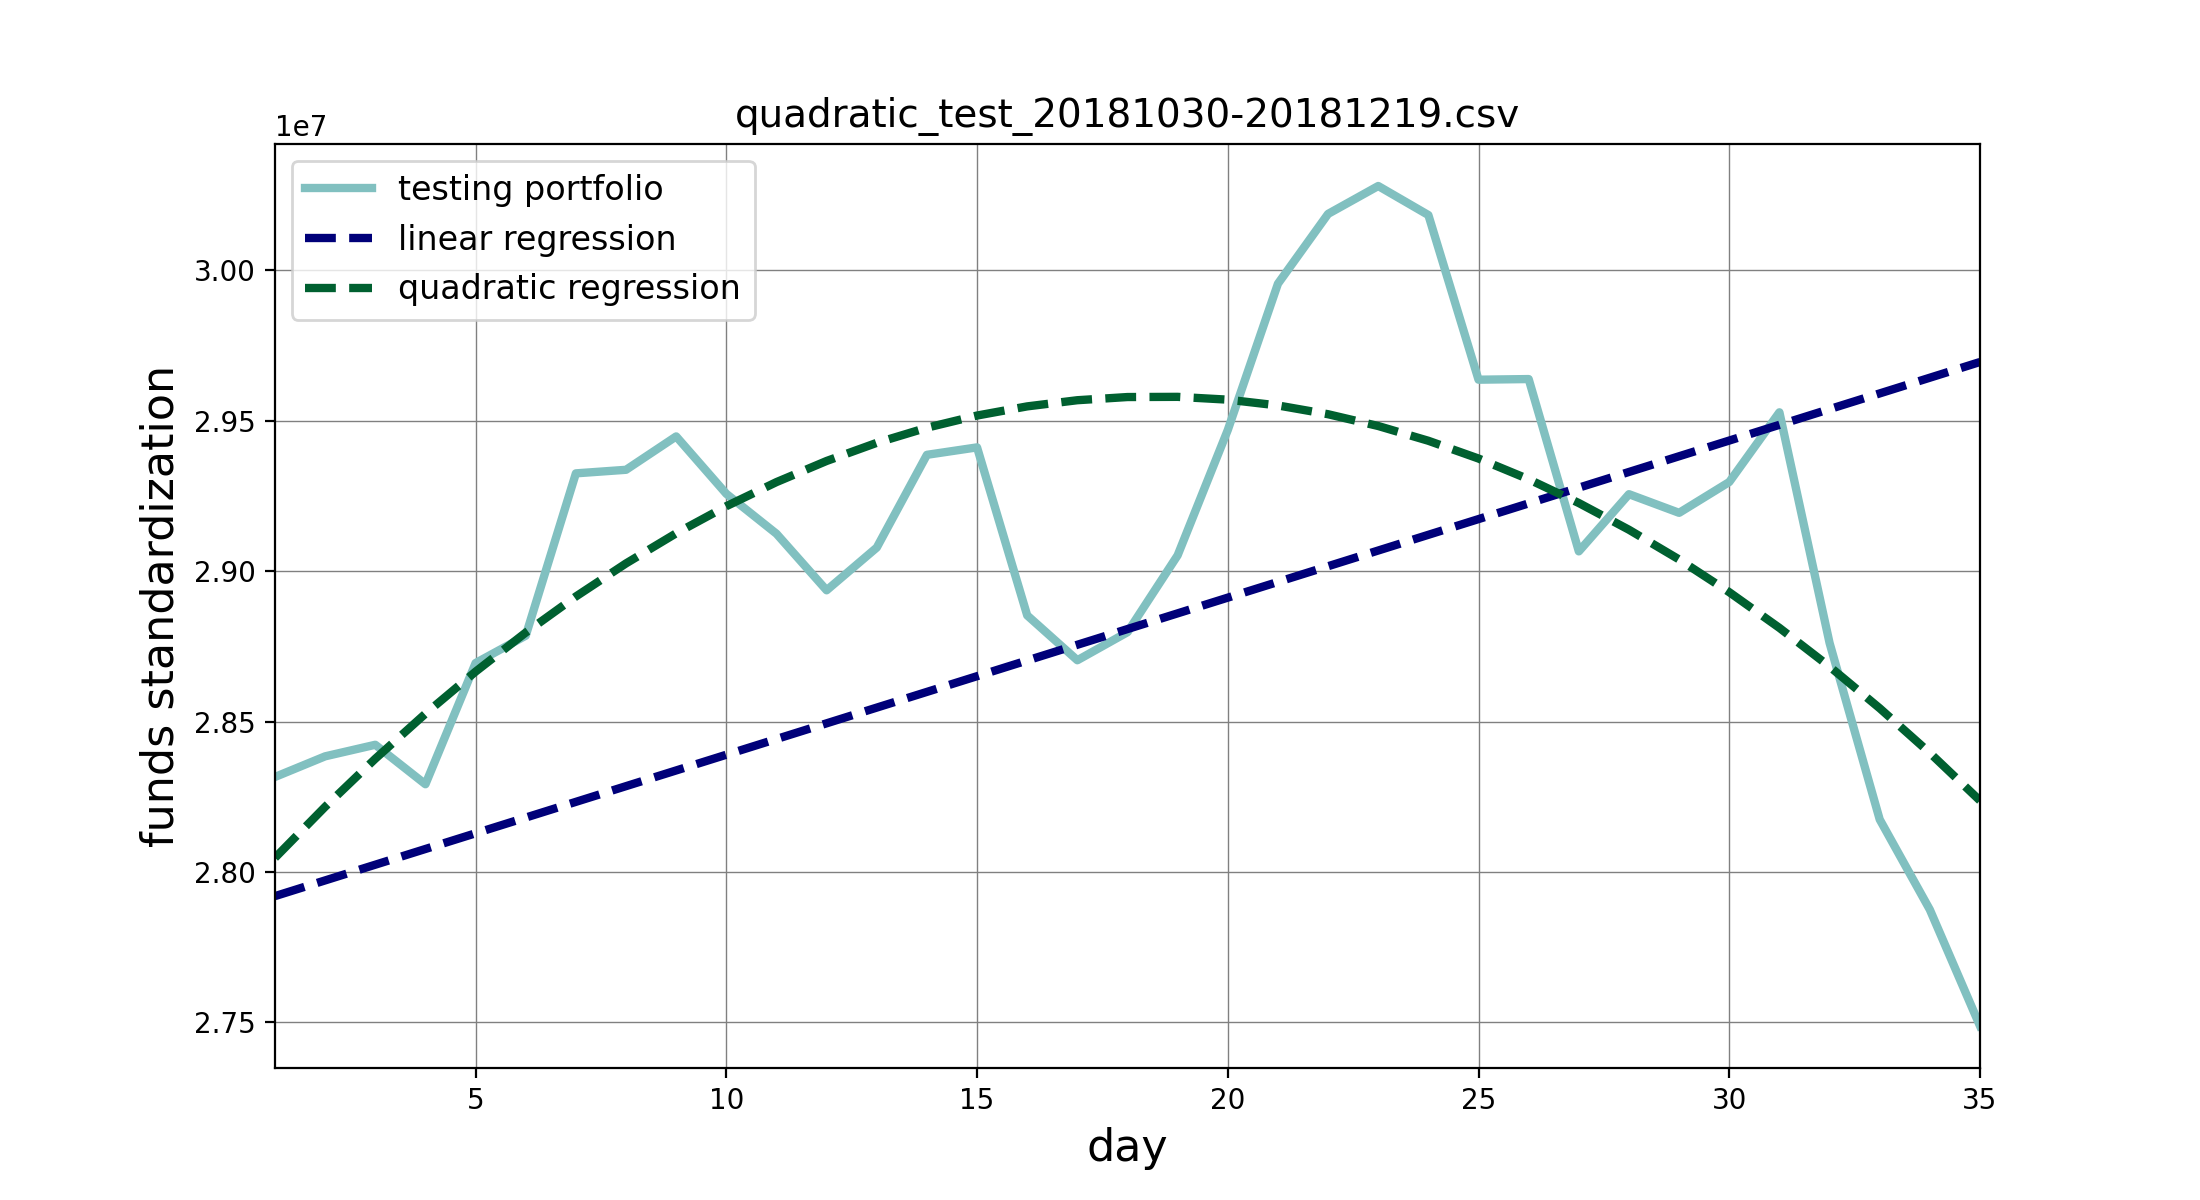 quadratic_test_20181030-20181219.csv
1e7
testing portfolio
linear regression
quadratic regression
funds standardization
3.00
2.95
2.90
2.85
2.80
2.75
5 10 15 20 25 30 35
day